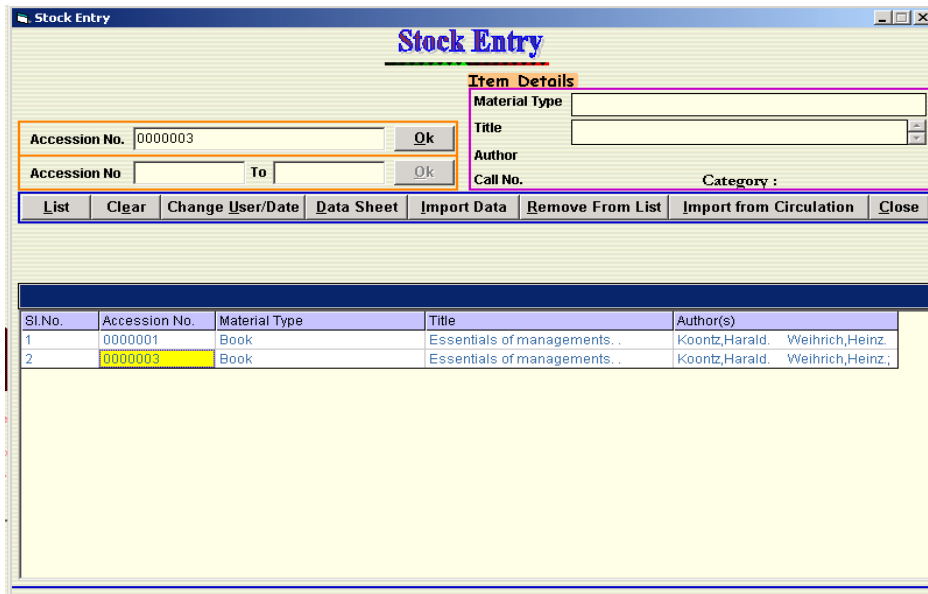 Stock Entry
Stock Entry
Item Details
Material Type
Title
Accession No. 0000003 Ok
Author
Accession No To Ok
Call No. Category :
List Clear Change User/Date Data Sheet Import Data Remove From List Import from Circulation Close
Sl.No. Accession No. Material Type Title Author(s)
1 0000001 Book Essentials of managements. . Koontz,Harald. Weihrich,Heinz.
2 0000003 Book Essentials of managements. . Koontz,Harald. Weihrich,Heinz.;